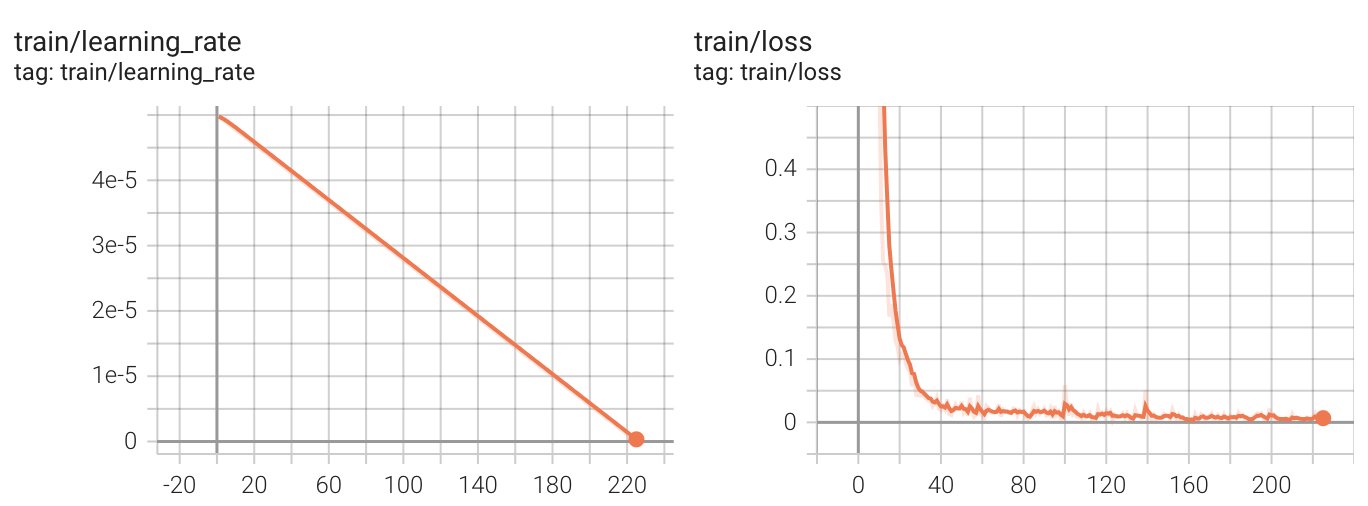 train/learning_rate
tag: train/learning_rate
4e-5
3e-5
2e-5
1e-5
0
-20 20 60 100 140 180 220
train/loss
tag: train/loss
0.4
0.3
0.2
0.1
0
0 40 80 120 160 200